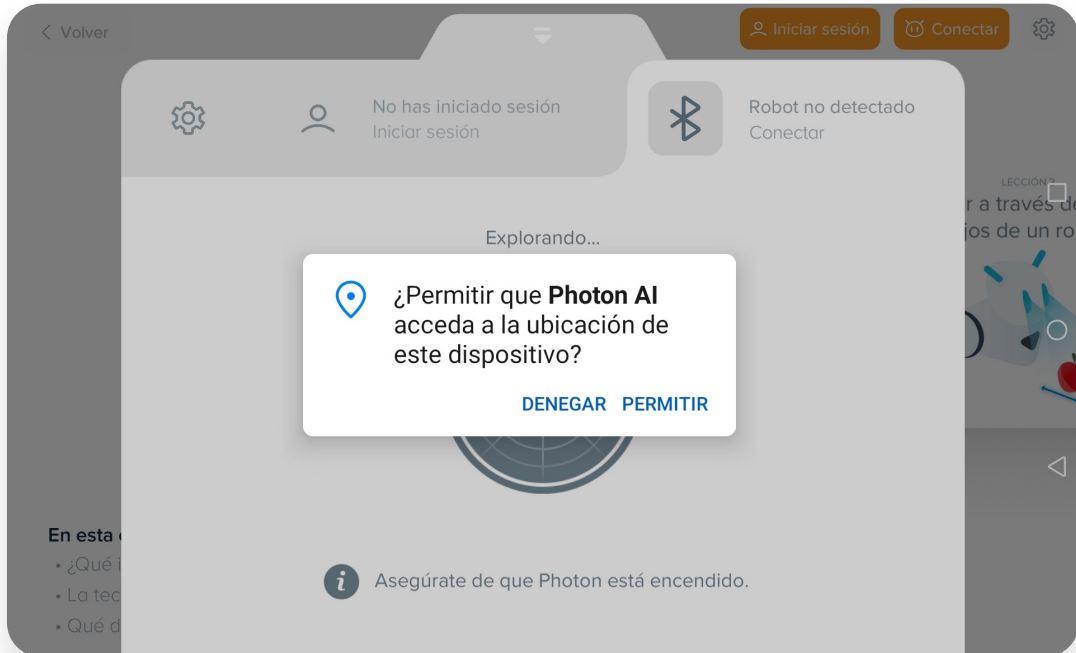 Volver
Iniciar sesión
Conectar
No has iniciado sesión
Iniciar sesión
Robot no detectado
Conectar
LECCIÓN 2
r a través de
jos de un ro
Explorando...
¿Permitir que Photon AI
acceda a la ubicación de
este dispositivo?
DENEGAR PERMITIR
En esta
• ¿Qué i
• La tec
• Qué d
i Asegúrate de que Photon está encendido.